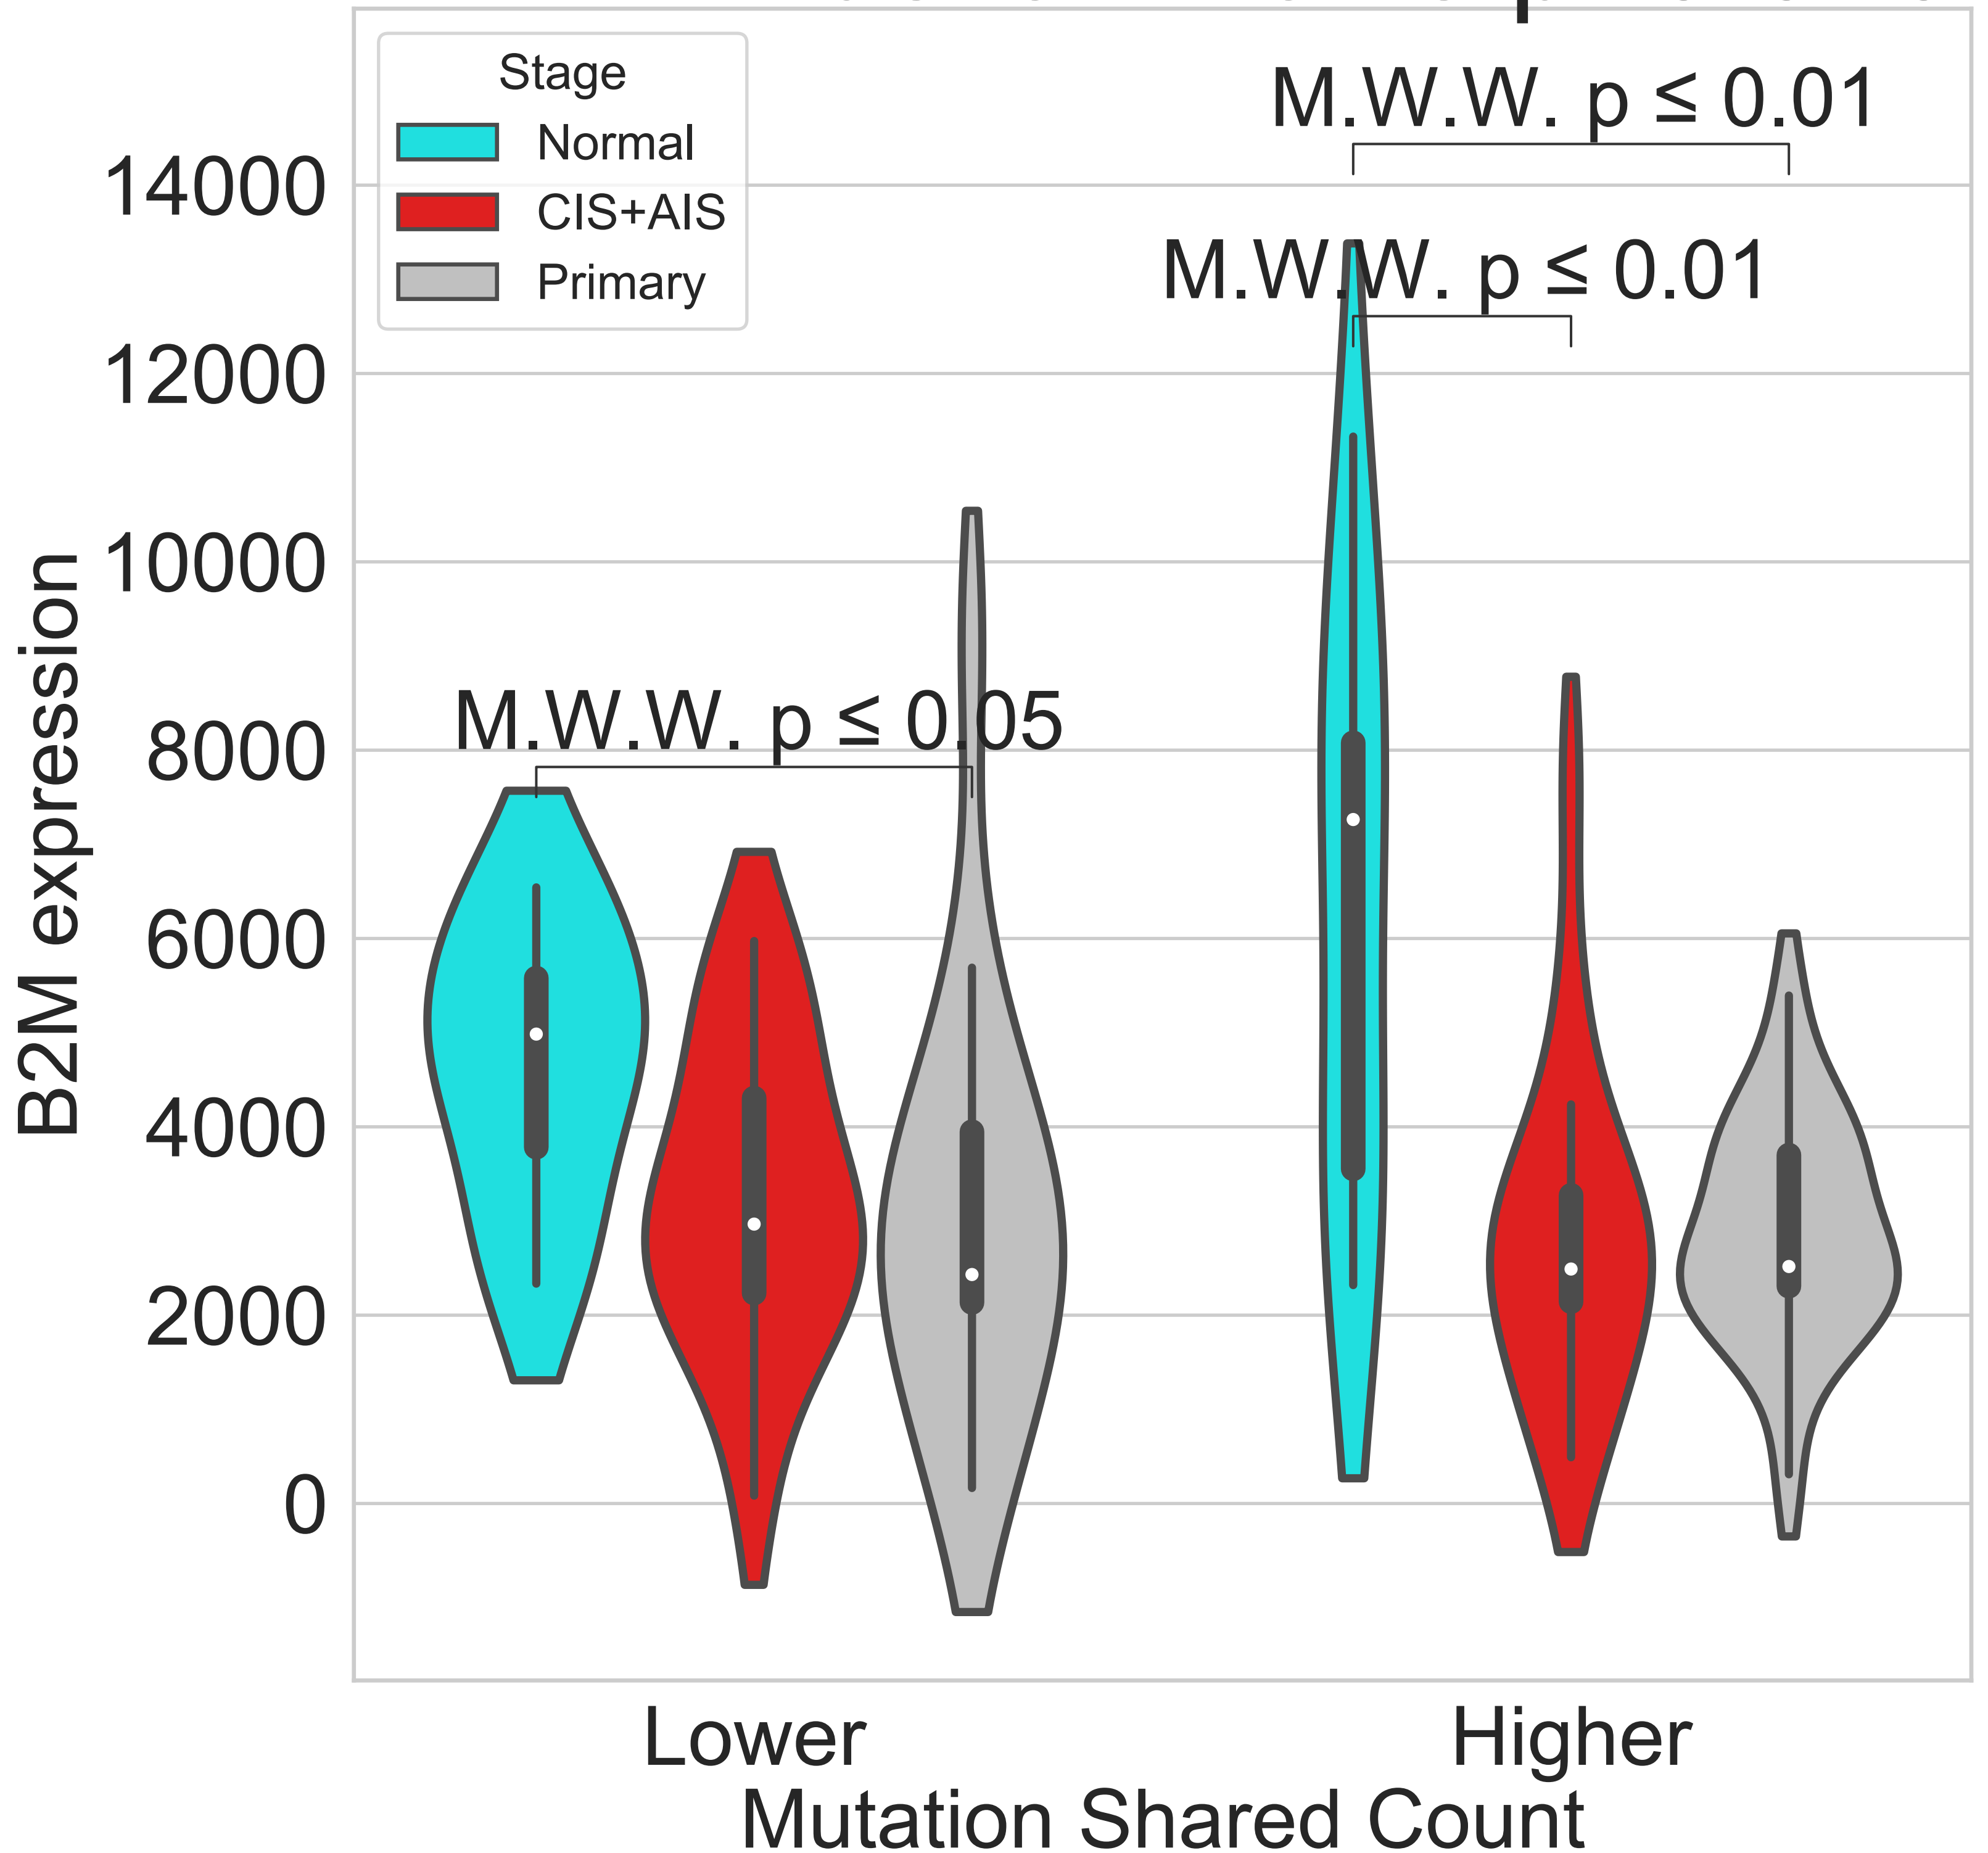 M.W.W. p ≤ 0.01
Stage
Normal
CIS+AIS
Primary
M.W.W. p ≤ 0.01
M.W.W. p ≤ 0.05
14000
12000
10000
8000
6000
4000
2000
0
B2M expression
Lower
Higher
Mutation Shared Count